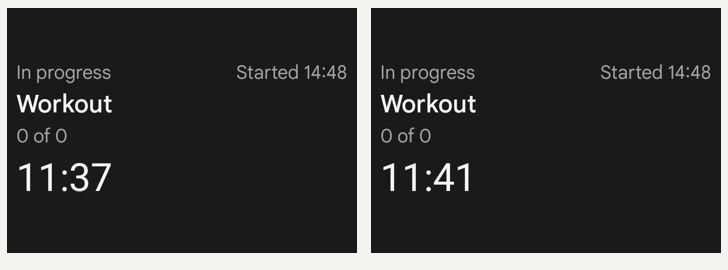 In progress Started 14:48
Workout
0 of 0
11:37
In progress Started 14:48
Workout
0 of 0
11:41